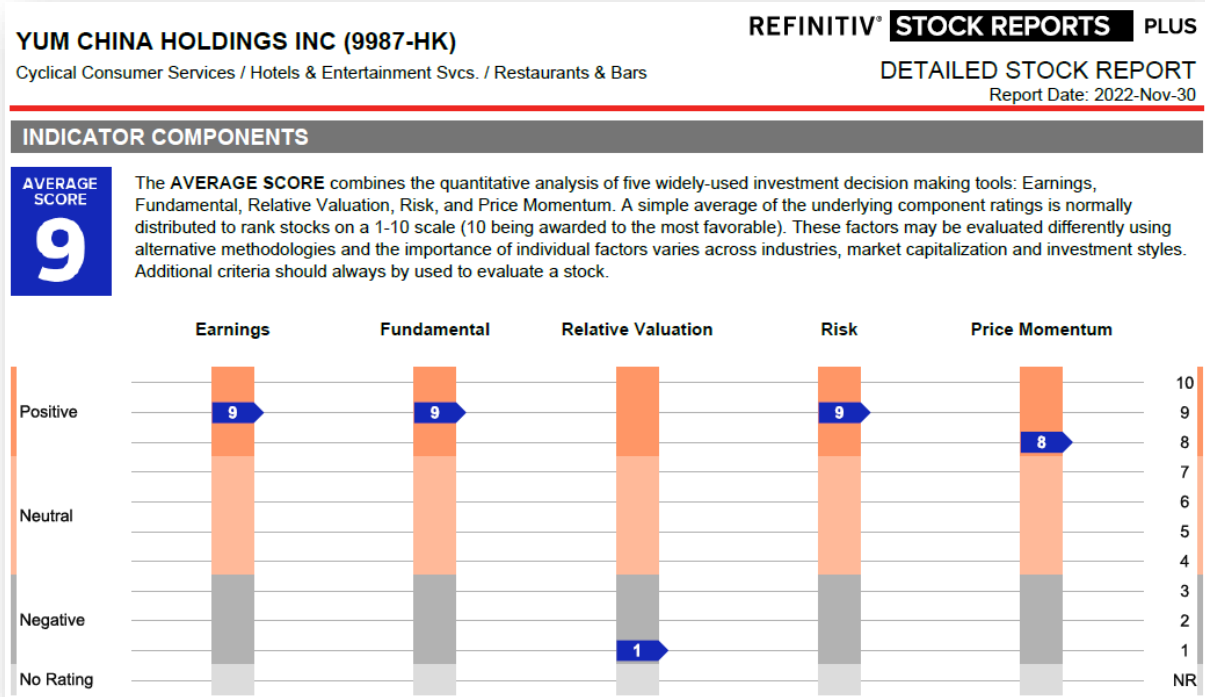 YUM CHINA HOLDINGS INC (9987-HK)
REFINITIV® STOCK REPORTS PLUS
Cyclical Consumer Services / Hotels & Entertainment Svcs. / Restaurants & Bars
DETAILED STOCK REPORT
Report Date: 2022-Nov-30
INDICATOR COMPONENTS
AVERAGE
SCORE
9
The AVERAGE SCORE combines the quantitative analysis of five widely-used investment decision making tools: Earnings,
Fundamental, Relative Valuation, Risk, and Price Momentum. A simple average of the underlying component ratings is normally
distributed to rank stocks on a 1-10 scale (10 being awarded to the most favorable). These factors may be evaluated differently using
alternative methodologies and the importance of individual factors varies across industries, market capitalization and investment styles.
Additional criteria should always by used to evaluate a stock.
Earnings Fundamental Relative Valuation Risk Price Momentum
10
Positive 9 9 9 9
8 8
7
Neutral 6
5
4
3
Negative 2
1 1
No Rating NR